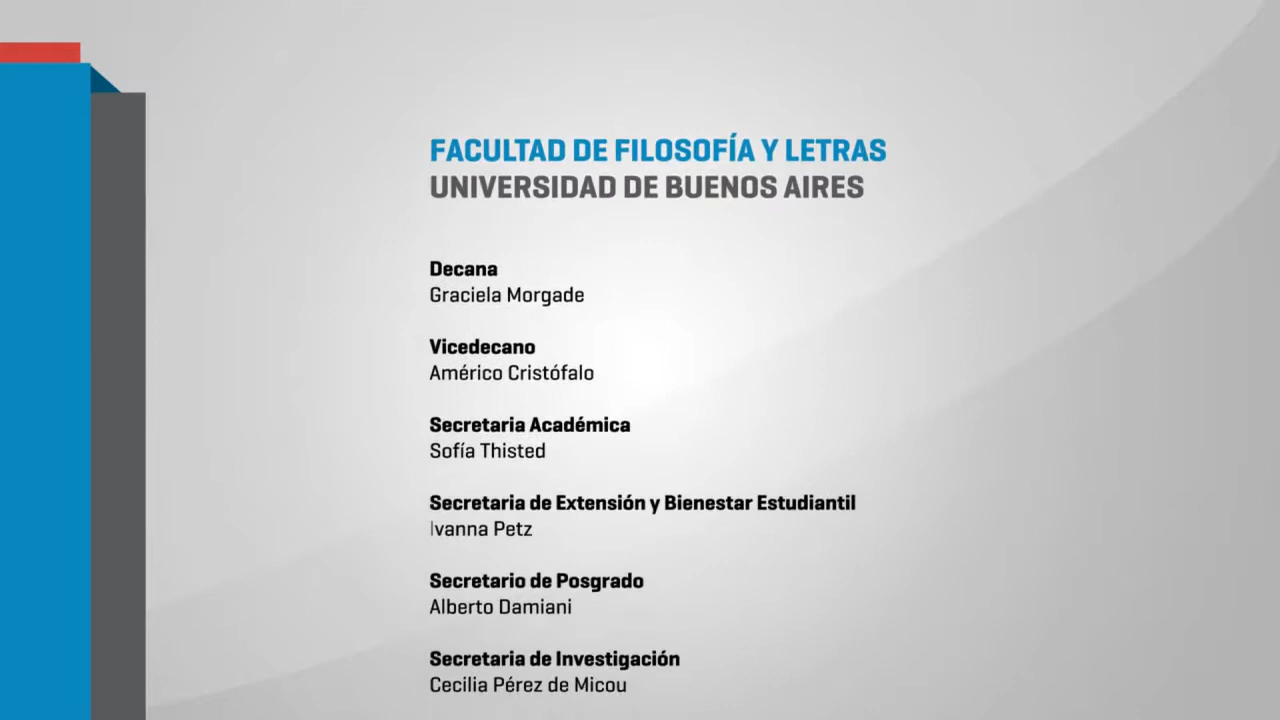 FACULTAD DE FILOSOFÍA Y LETRAS
UNIVERSIDAD DE BUENOS AIRES
Decana
Graciela Morgade
Vicedecano
Américo Cristófalo
Secretaria Académica
Sofía Thisted
Secretaria de Extensión y Bienestar Estudiantil
Ivanna Petz
Secretario de Posgrado
Alberto Damiani
Secretaria de Investigación
Cecilia Pérez de Micou